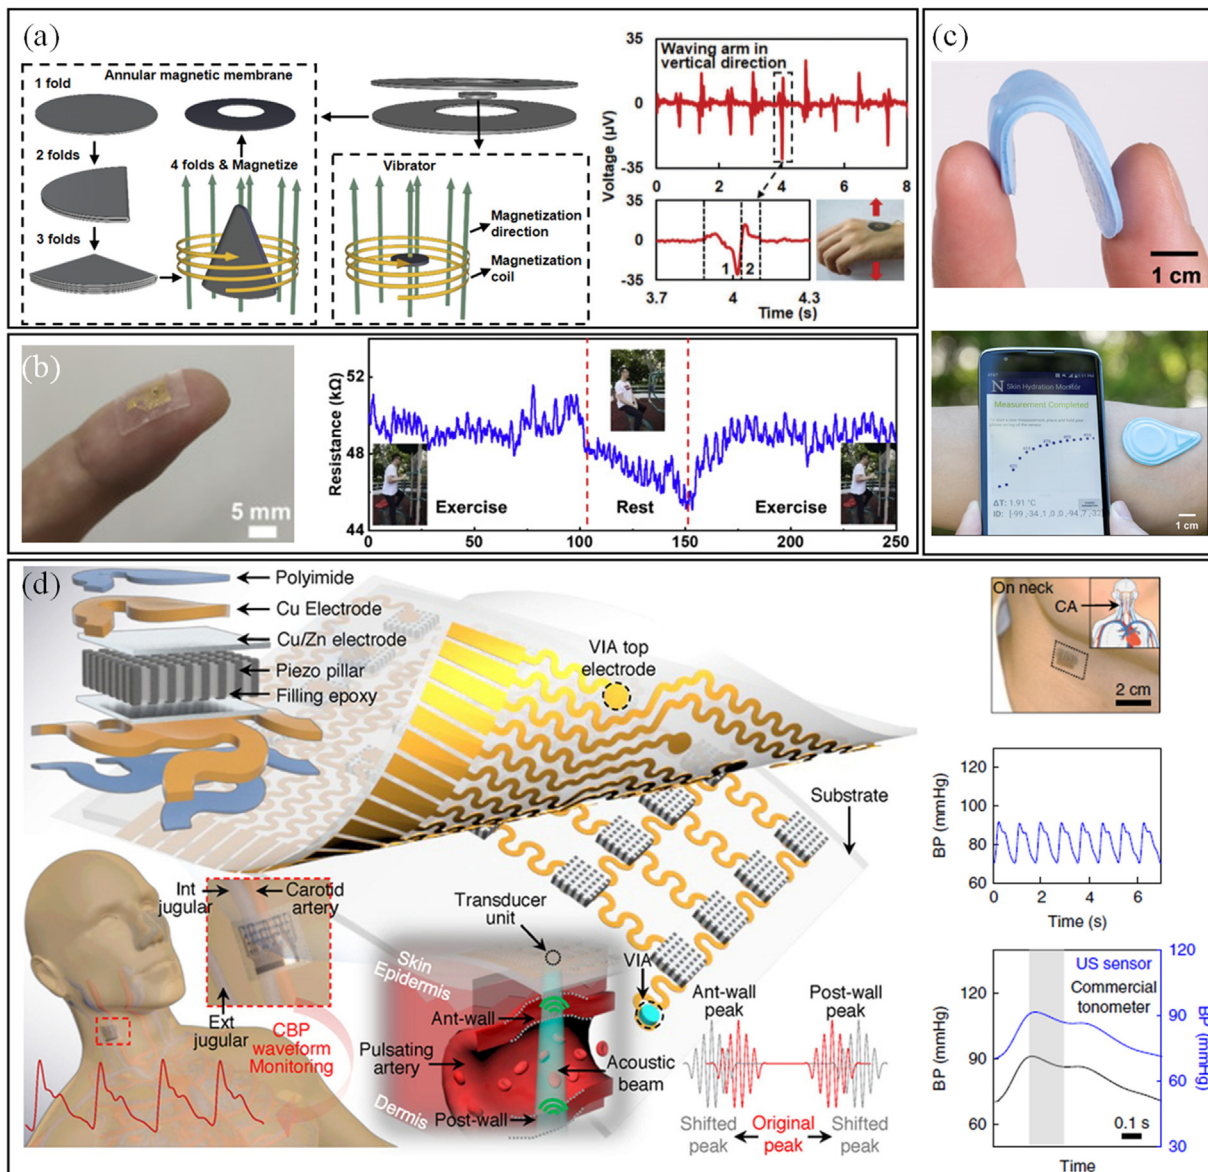 (a)
1 fold
Annular magnetic membrane
2 folds
4 folds & Magnetize
3 folds
Vibrator
Magnetization
direction
Magnetization
coil
Voltage (µV)
35
0
-35
Waving arm in
vertical direction
0 2 4 6 8
35
0
-35
1 2
3.7 4 4.3
Time (s)
(b)
5 mm
Resistance (kΩ)
52
48
44
Exercise
Rest
Exercise
0 50 100 150 200 250
(c)
1 cm
N Skin Hydration Monitor
Measurement Completed
ΔT: 1.91 °C
1 cm
(d)
Polyimide
Cu Electrode
Cu/Zn electrode
Piezo pillar
Filling epoxy
VIA top
electrode
Substrate
Int
jugular
Carotid
artery
Ext
jugular
CBP
waveform
Monitoring
Transducer
unit
Skin
Epidermis
Ant-wall
Pulsating
artery
Acoustic
beam
Dermis
Post-wall
VIA
Ant-wall
peak
Post-wall
peak
Shifted
peak
Original
peak
Shifted
peak
On neck
CA
2 cm
BP (mmHg)
120
100
80
60
0 2 4 6
Time (s)
BP (mmHg)
130
90
50
US sensor
Commercial
tonometer
0.1 s
120
90
60
30
BP (mmHg)
Time